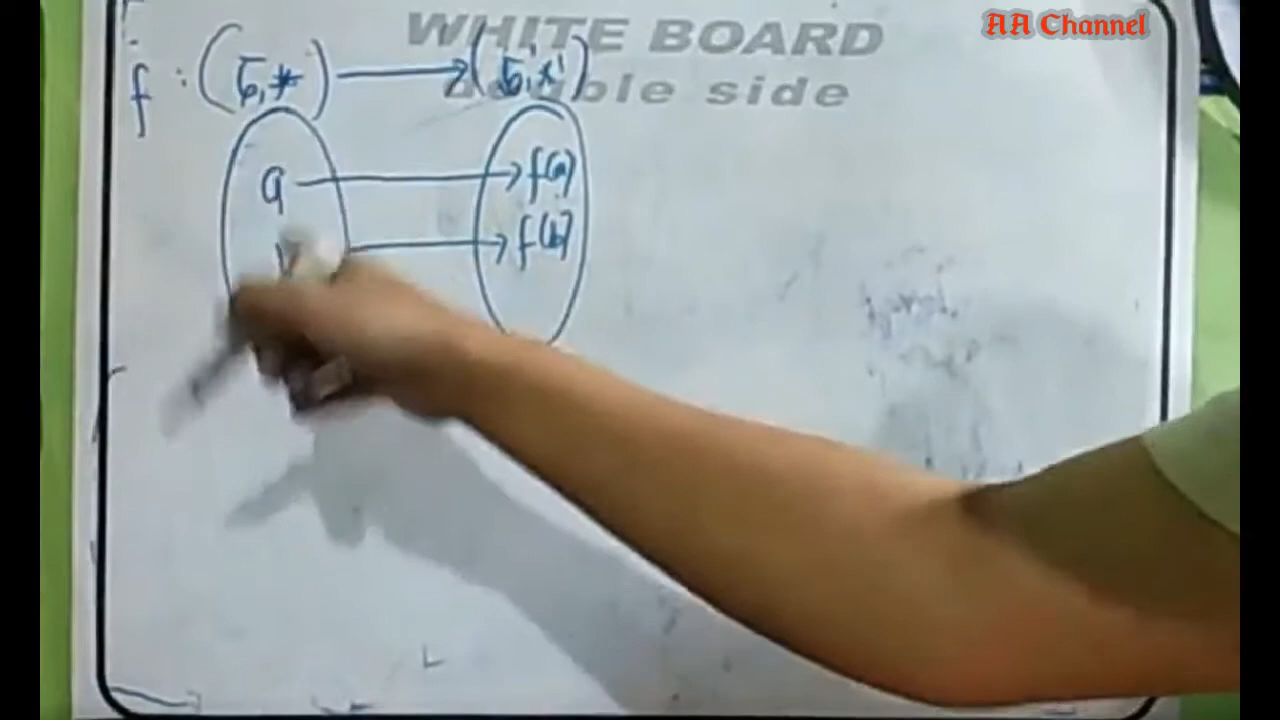 AA Channel
WHITE BOARD
double side
f : (G, *) → (G', *')
a → f(a)
→ f(b)